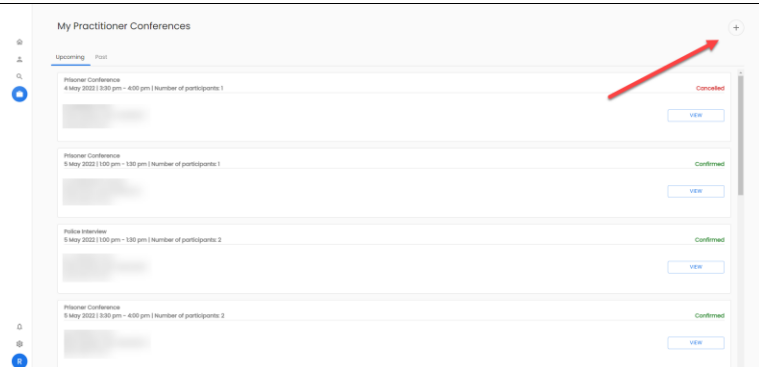 My Practitioner Conferences
+
Upcoming Past
Prisoner Conference
4 May 2022 | 3:30 pm - 4:00 pm | Number of participants: 1
Cancelled
VIEW
Prisoner Conference
5 May 2022 | 1:00 pm - 1:30 pm | Number of participants: 1
Confirmed
VIEW
Police Interview
5 May 2022 | 1:00 pm - 1:30 pm | Number of participants: 2
Confirmed
VIEW
Prisoner Conference
5 May 2022 | 3:30 pm - 4:00 pm | Number of participants: 2
Confirmed
VIEW
R